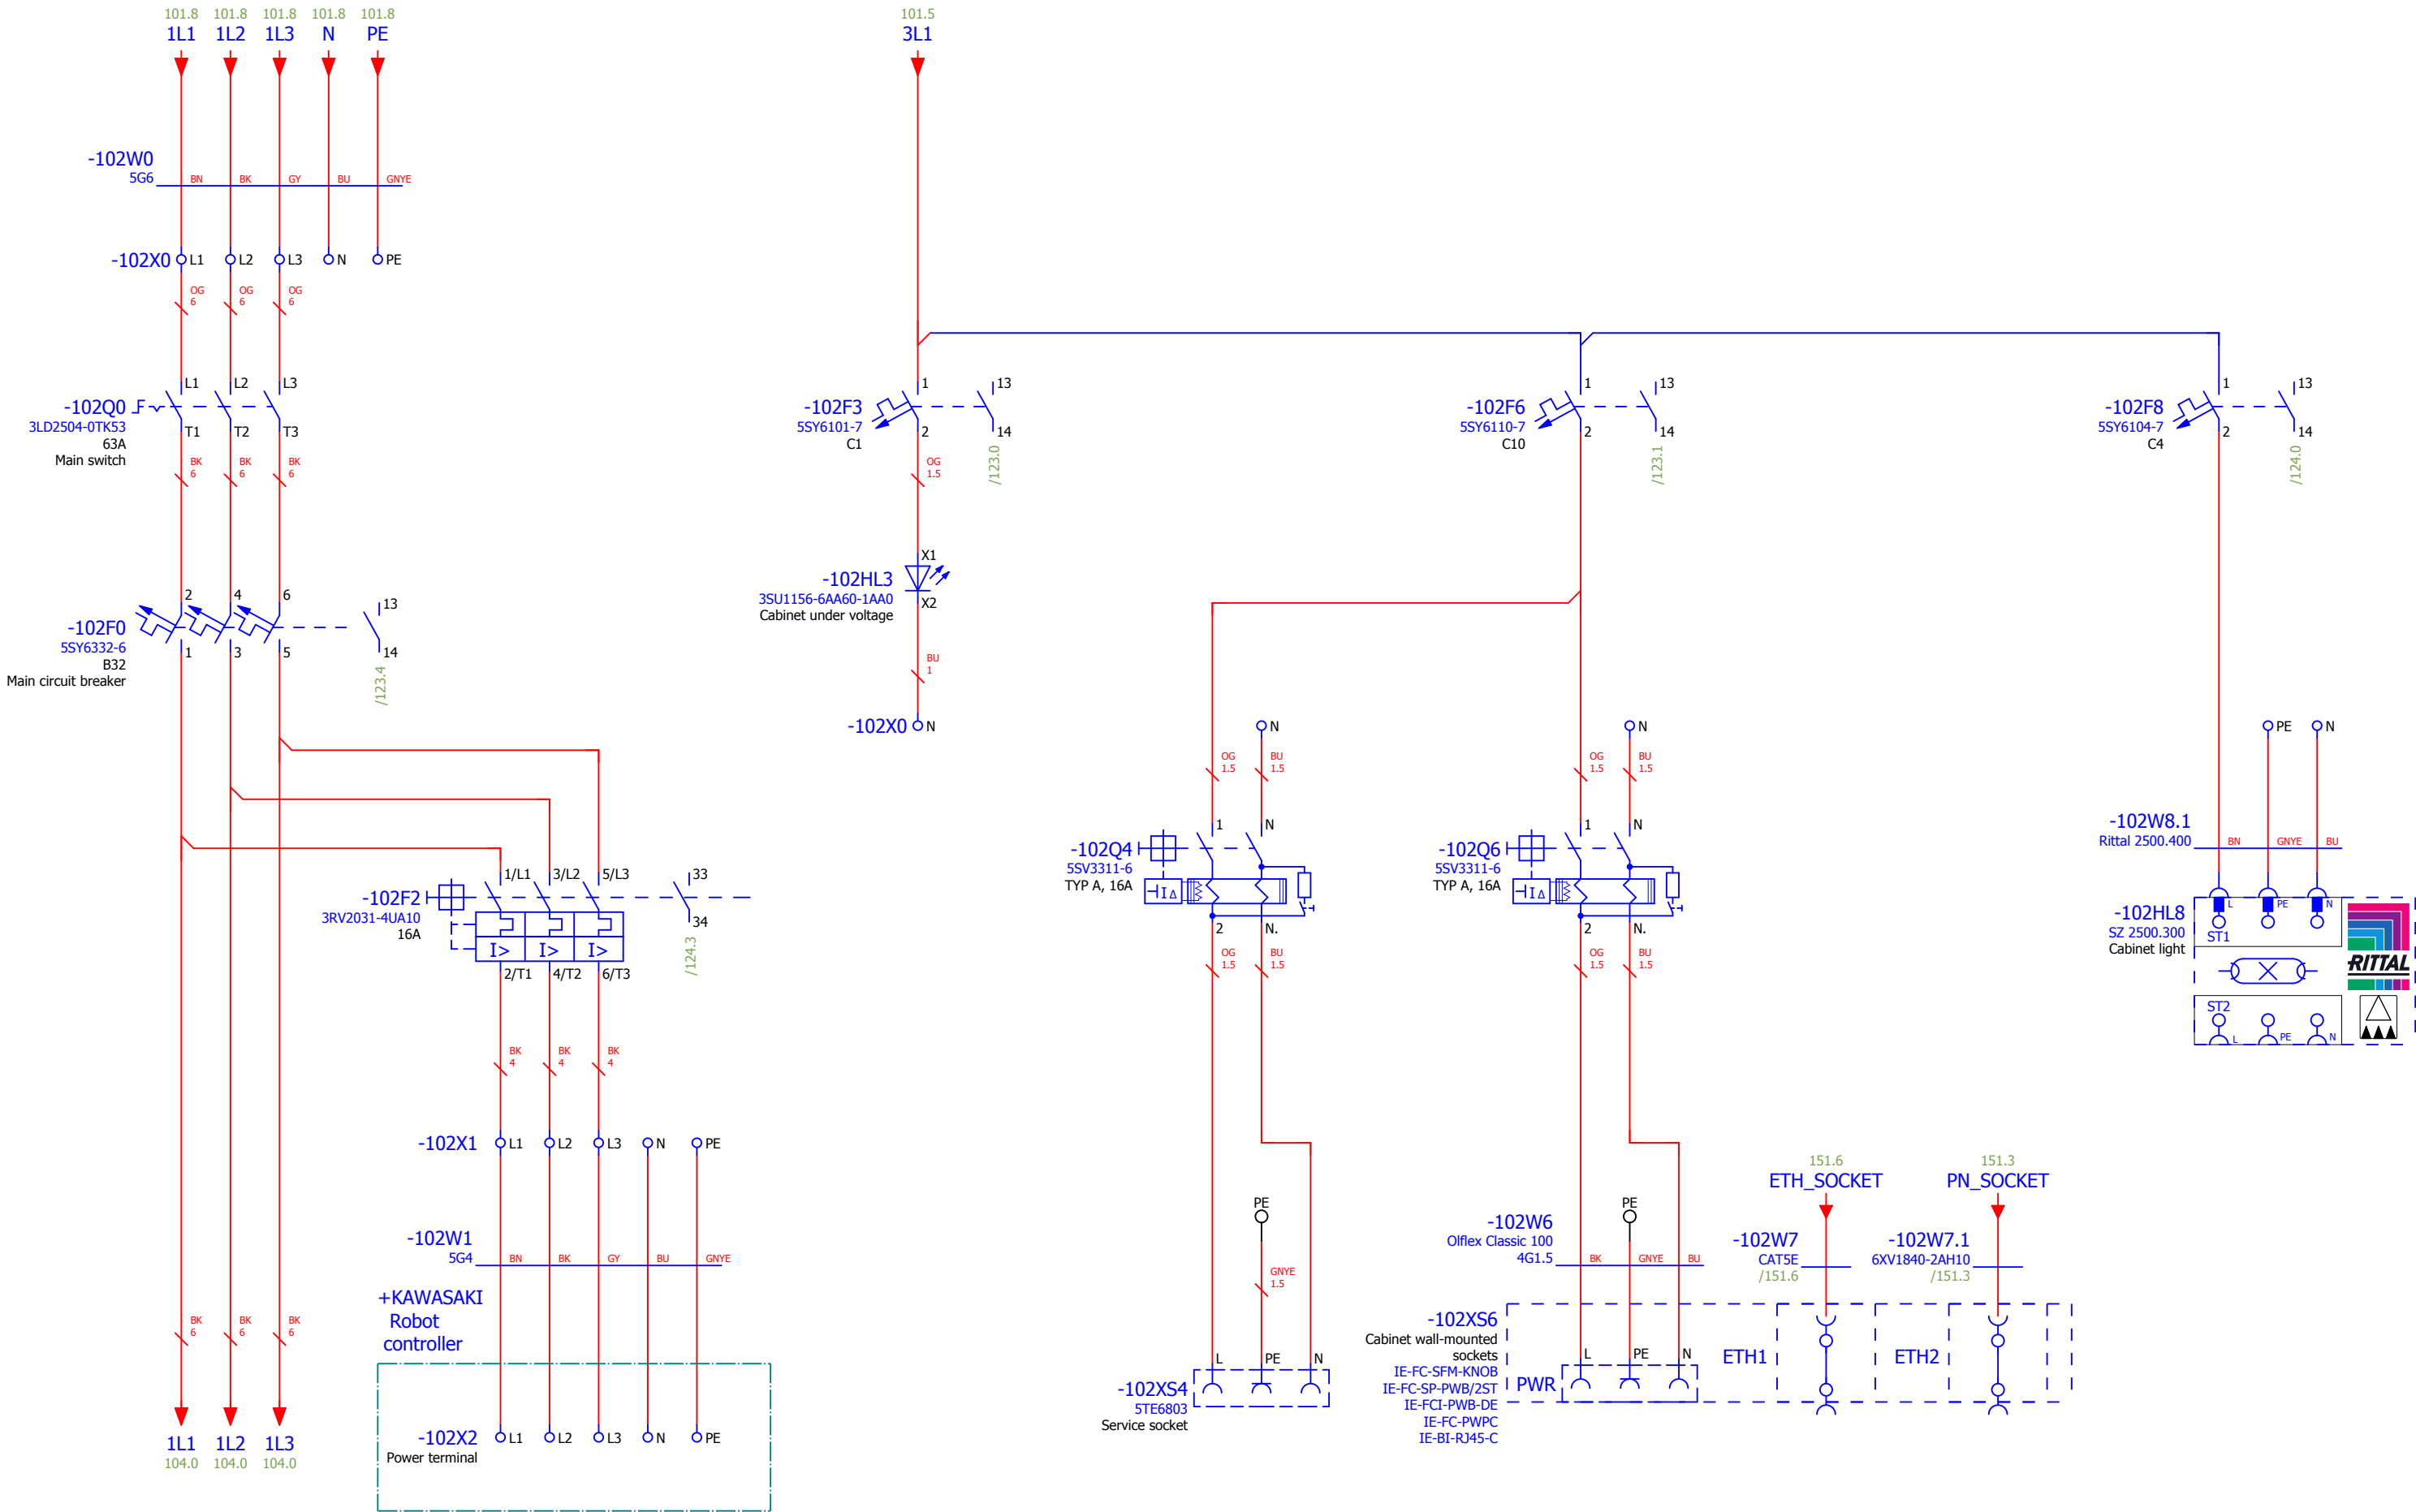 101.8 101.8 101.8 101.8 101.8
1L1 1L2 1L3 N PE
101.5
3L1
-102W0
5G6
BN BK GY BU GNYE
-102X0 L1 L2 L3 N PE
OG OG OG
6 6 6
-102Q0
3LD2504-0TK53
63A
Main switch
L1 L2 L3
T1 T2 T3
BK BK BK
6 6 6
-102F0
5SY6332-6
B32
Main circuit breaker
2 4 6 13
1 3 5 14
/123.4
-102F2
3RV2031-4UA10
16A
1/L1 3/L2 5/L3 33
34
I> I> I>
2/T1 4/T2 6/T3
/124.3
BK BK BK
4 4 4
-102X1 L1 L2 L3 N PE
-102W1
5G4
BN BK GY BU GNYE
+KAWASAKI
Robot
controller
BK BK BK
6 6 6
-102X2 L1 L2 L3 N PE
Power terminal
1L1 1L2 1L3
104.0 104.0 104.0
-102F3
5SY6101-7
C1
1 13
2 14
/123.0
OG
1.5
-102HL3
3SU1156-6AA60-1AA0
Cabinet under voltage
X1
X2
BU
1
-102X0 N
-102F6
5SY6110-7
C10
1 13
2 14
/123.1
-102F8
5SY6104-7
C4
1 13
2 14
/124.0
N
OG BU
1.5 1.5
-102Q4
5SV3311-6
TYP A, 16A
1 N
I Δ
2 N.
OG BU
1.5 1.5
PE
GNYE
1.5
-102XS4
5TE6803
Service socket
L PE N
N
OG BU
1.5 1.5
-102Q6
5SV3311-6
TYP A, 16A
1 N
I Δ
2 N.
OG BU
1.5 1.5
PE
-102W6
Olflex Classic 100
4G1.5
BK GNYE BU
-102XS6
Cabinet wall-mounted
sockets
IE-FC-SFM-KNOB
IE-FC-SP-PWB/2ST
IE-FCI-PWB-DE
IE-FC-PWPC
IE-BI-RJ45-C
L PE N
PWR
151.6
ETH_SOCKET
-102W7
CAT5E
/151.6
ETH1
151.3
PN_SOCKET
-102W7.1
6XV1840-2AH10
/151.3
ETH2
PE N
-102W8.1
Rittal 2500.400
BN GNYE BU
-102HL8
SZ 2500.300
Cabinet light
L PE N
ST1
RITTAL
ST2
L PE N